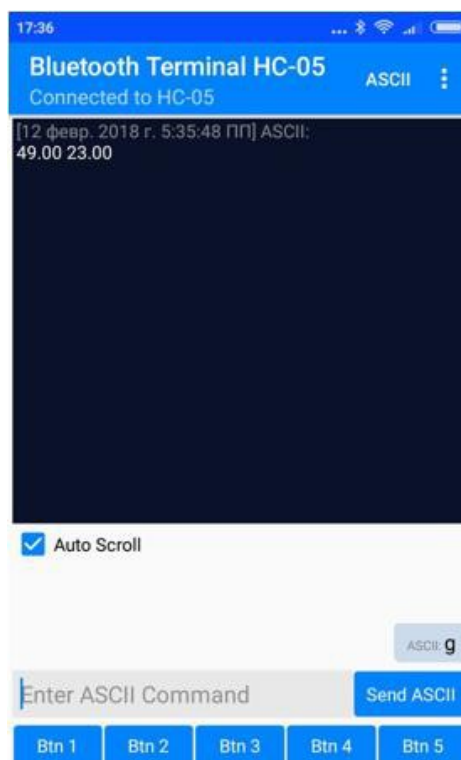 17:36 ...
Bluetooth Terminal HC-05
Connected to HC-05
ASCII
[12 февр. 2018 г. 5:35:48 ПП] ASCII:
49.00 23.00
Auto Scroll
ASCII: g
Enter ASCII Command
Send ASCII
Btn 1 Btn 2 Btn 3 Btn 4 Btn 5